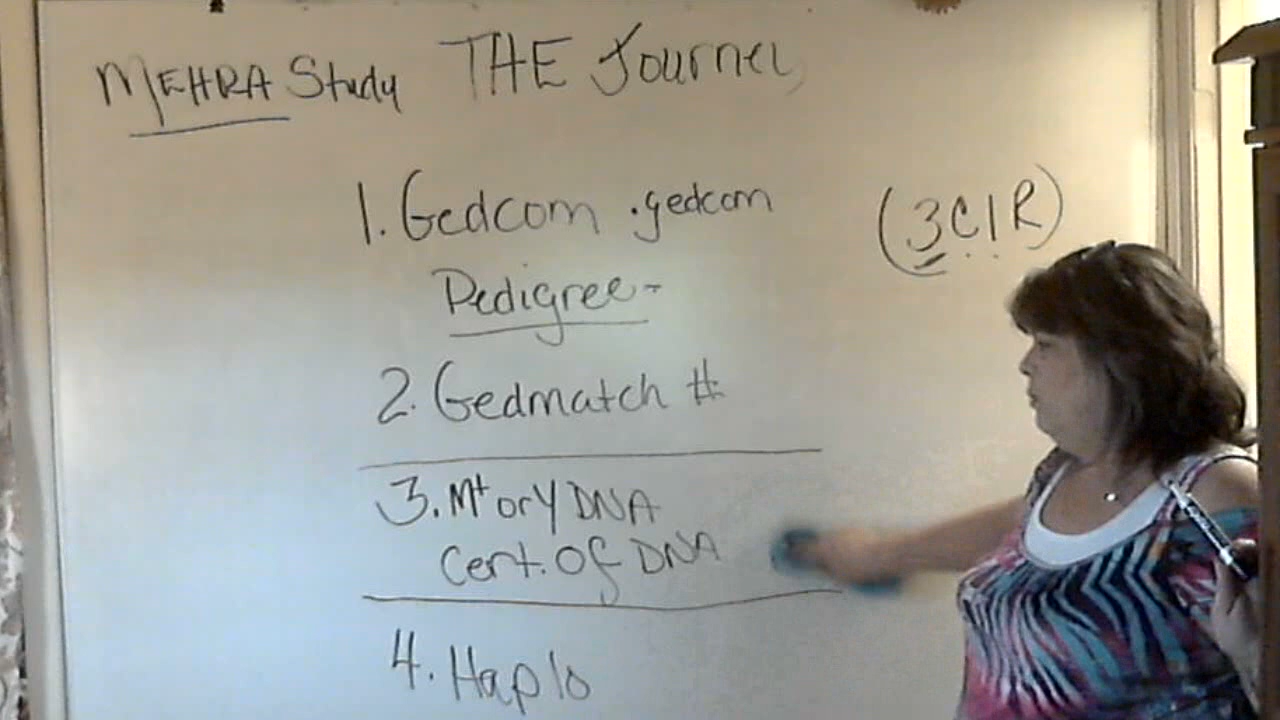 MEHRA Study THE Journey
1. Gedcom .gedcom (3C1R)
Pedigree-
2. Gedmatch #
3. Mt or Y DNA
Cert. Of DNA
4. Haplo